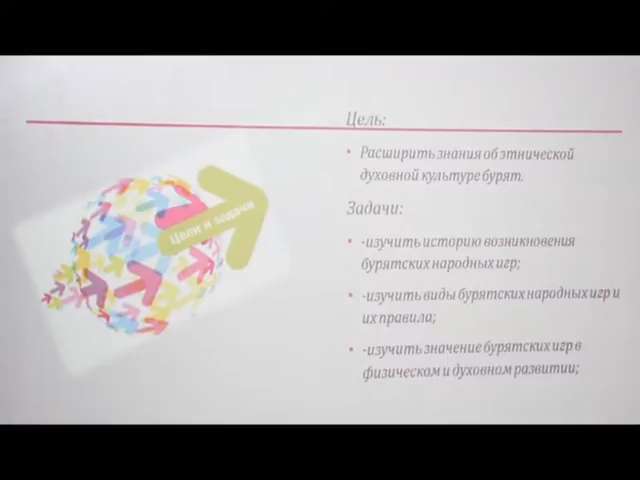 Цель:
Расширить знания об этнической
духовной культуре бурят.
Задачи:
-изучить историю возникновения
бурятских народных игр;
-изучить виды бурятских народных игр и
их правила;
-изучить значение бурятских игр в
физическом и духовном развитии;
Цели и задачи